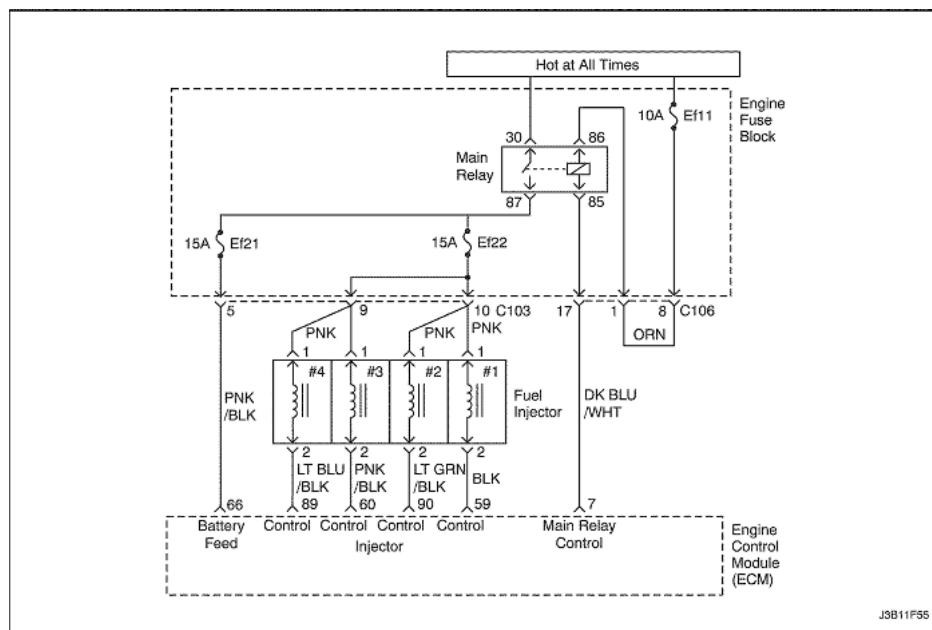 Hot at All Times
10A Ef11
Engine
Fuse
Block
30 86
Main
Relay
87 85
15A Ef21 15A Ef22
5 9 10 C103 17 1 8 C106
PNK PNK PNK ORN
1 1 1 1
#4 #3 #2 #1
PNK
/BLK
Fuel
Injector
DK BLU
/WHT
2 2 2 2
LT BLU
/BLK
PNK
/BLK
LT GRN
/BLK
BLK
66 89 60 90 59 7
Battery
Feed
Control Control Control Control
Injector
Main Relay
Control
Engine
Control
Module
(ECM)
J3B11F55